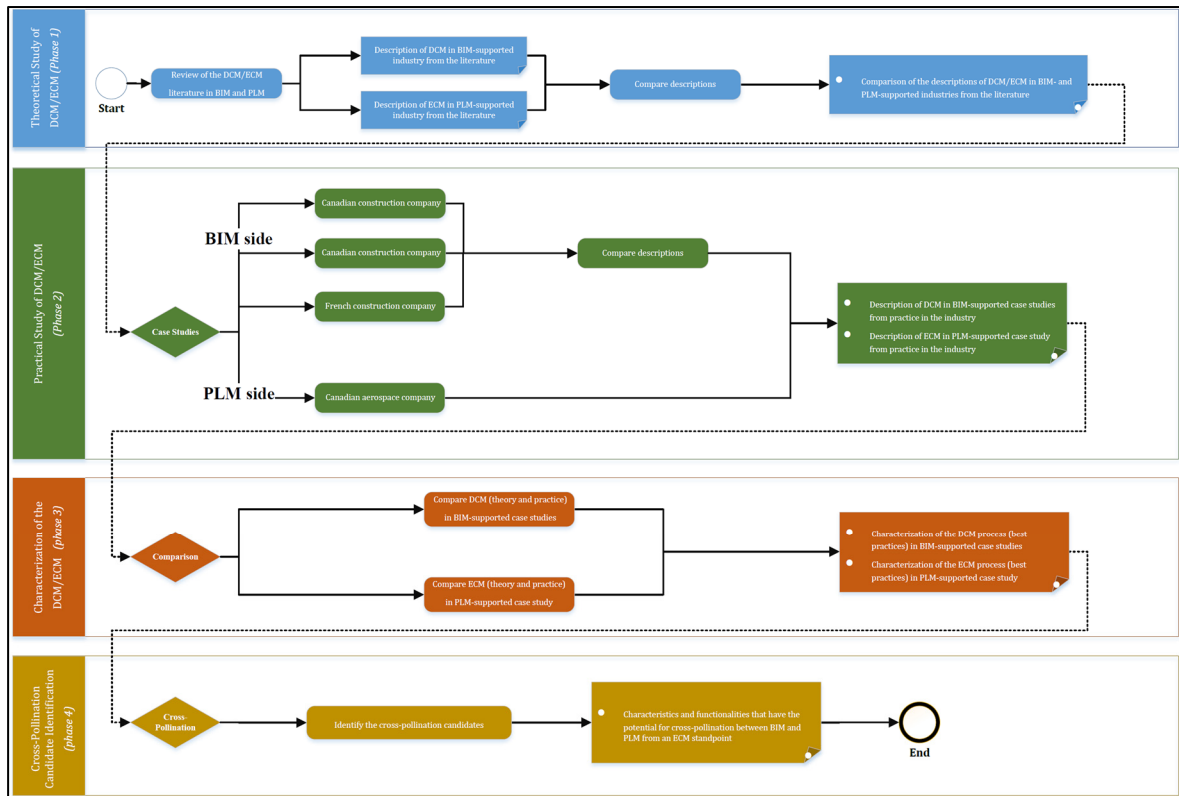 Theoretical Study of
DCM/ECM (Phase 1)
Start
Review of the DCM/ECM
literature in BIM and PLM
Description of DCM in BIM-supported
industry from the literature
Description of ECM in PLM-supported
industry from the literature
Compare descriptions
Comparison of the descriptions of DCM/ECM in BIM- and
PLM-supported industries from the literature
Practical Study of DCM/ECM
(Phase 2)
Case Studies
BIM side
PLM side
Canadian construction company
Canadian construction company
French construction company
Canadian aerospace company
Compare descriptions
Description of DCM in BIM-supported case studies
from practice in the industry
Description of ECM in PLM-supported case study
from practice in the industry
Characterization of the
DCM/ECM (phase 3)
Comparison
Compare DCM (theory and practice)
in BIM-supported case studies
Compare ECM (theory and practice)
in PLM-supported case study
Characterization of the DCM process (best
practices) in BIM-supported case studies
Characterization of the ECM process (best
practices) in PLM-supported case study
Cross-Pollination
Candidate Identification
(phase 4)
Cross-
Pollination
Identify the cross-pollination candidates
Characteristics and functionalities that have the
potential for cross-pollination between BIM and
PLM from an ECM standpoint
End